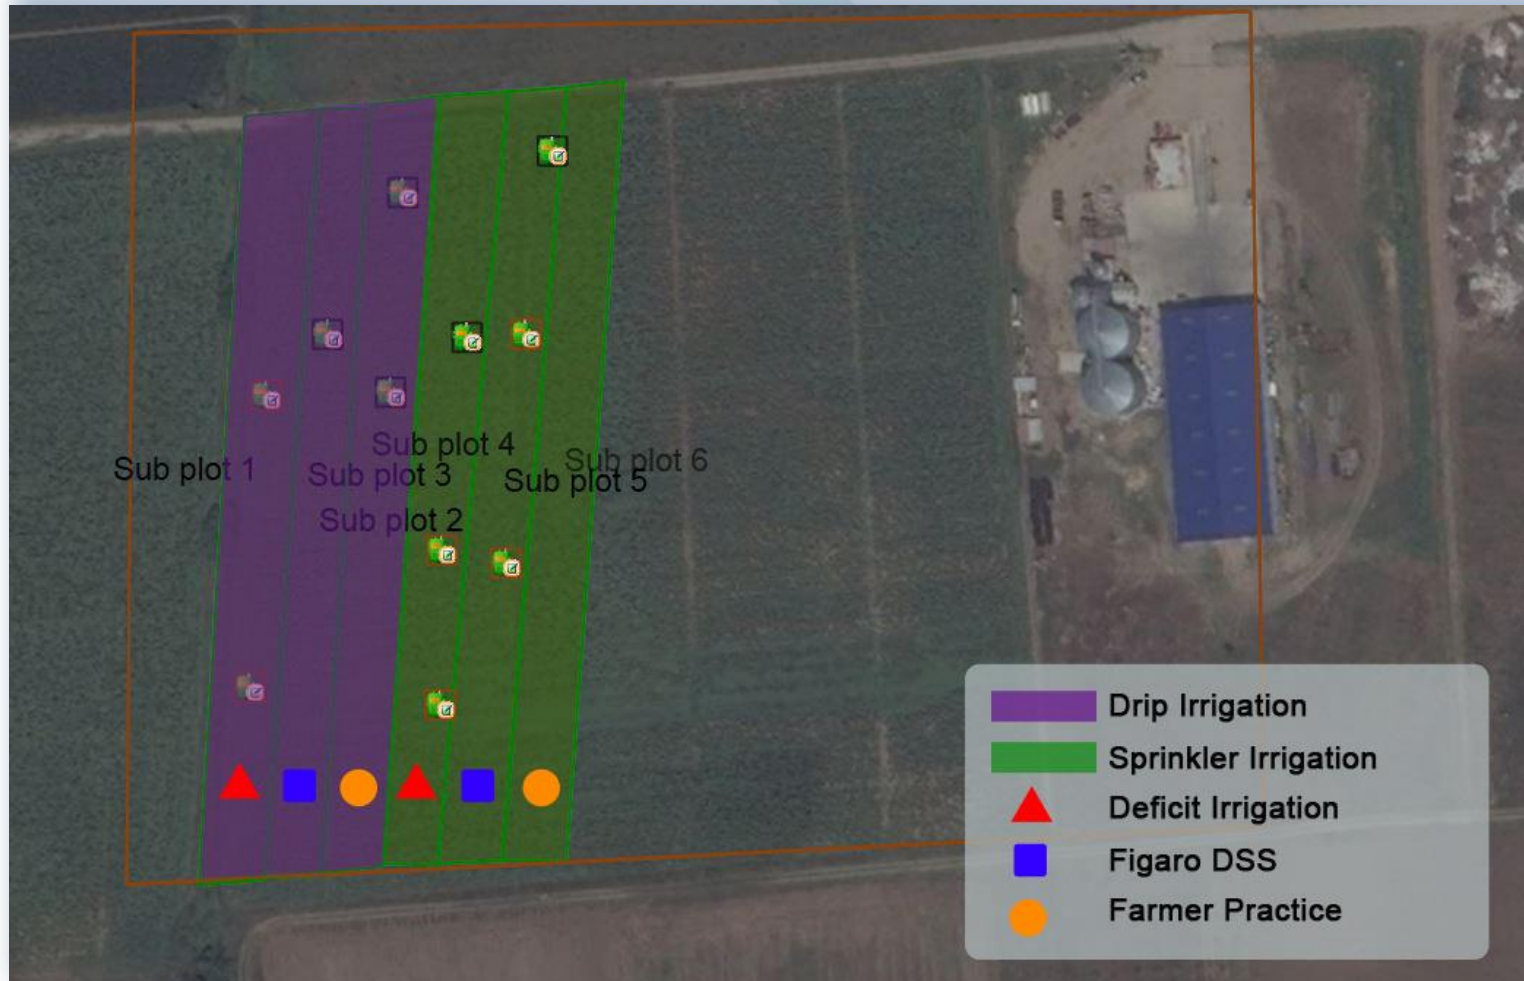 Sub plot 4
Sub plot 1
Sub plot 3
Sub plot 6
Sub plot 5
Sub plot 2
Drip Irrigation
Sprinkler Irrigation
Deficit Irrigation
Figaro DSS
Farmer Practice